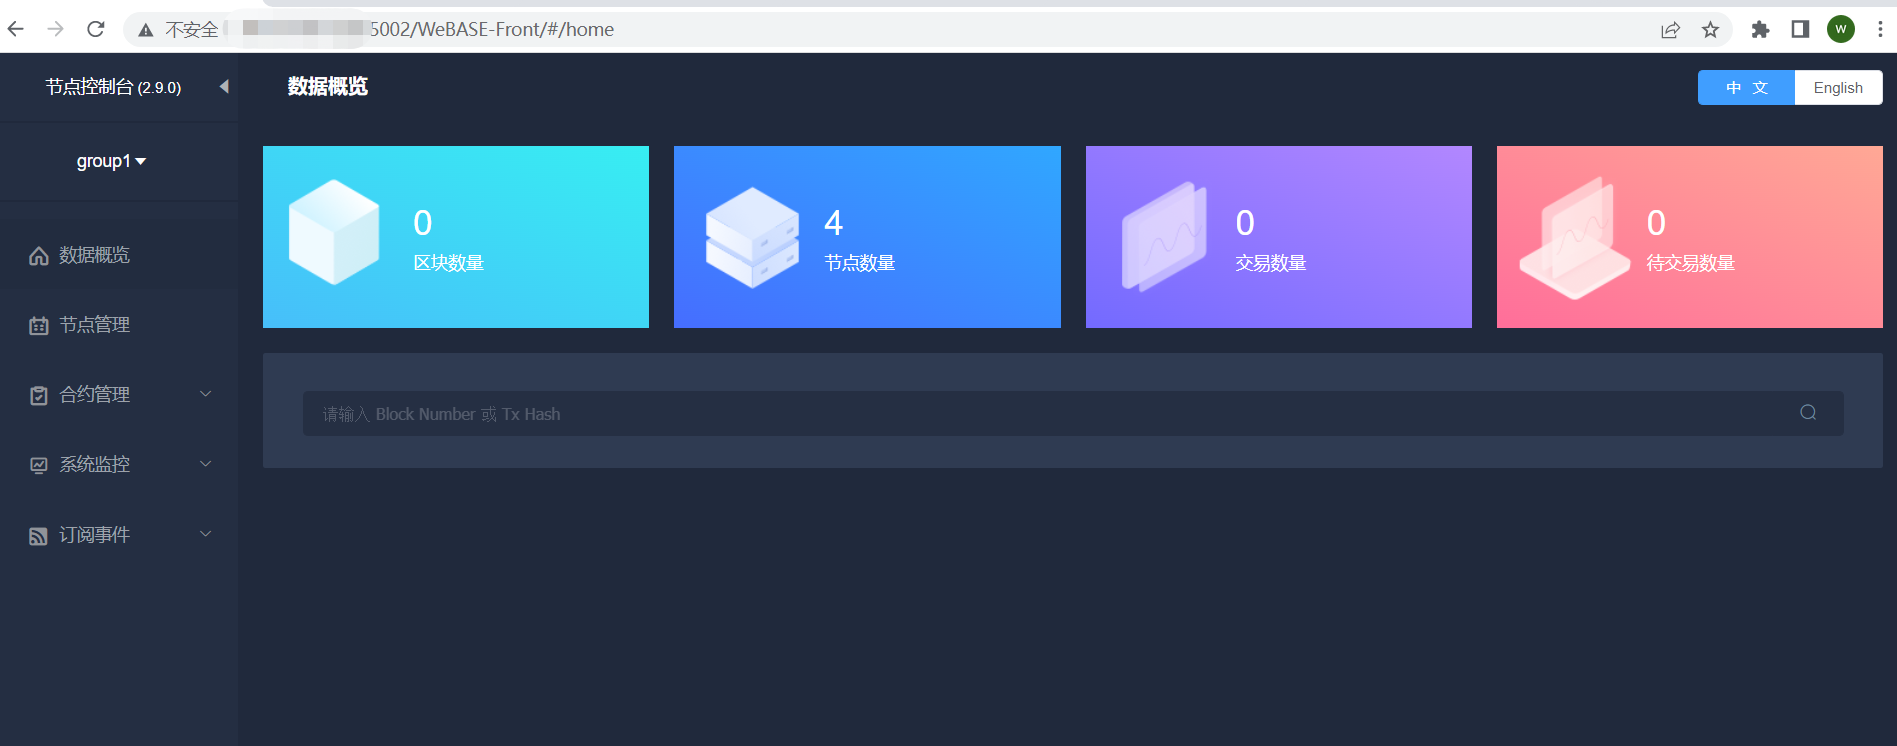 不安全 5002/WeBASE-Front/#/home
W
节点控制台 (2.9.0)
数据概览
中 文
English
group1
0
区块数量
4
节点数量
0
交易数量
0
待交易数量
数据概览
节点管理
合约管理
系统监控
订阅事件
请输入 Block Number 或 Tx Hash